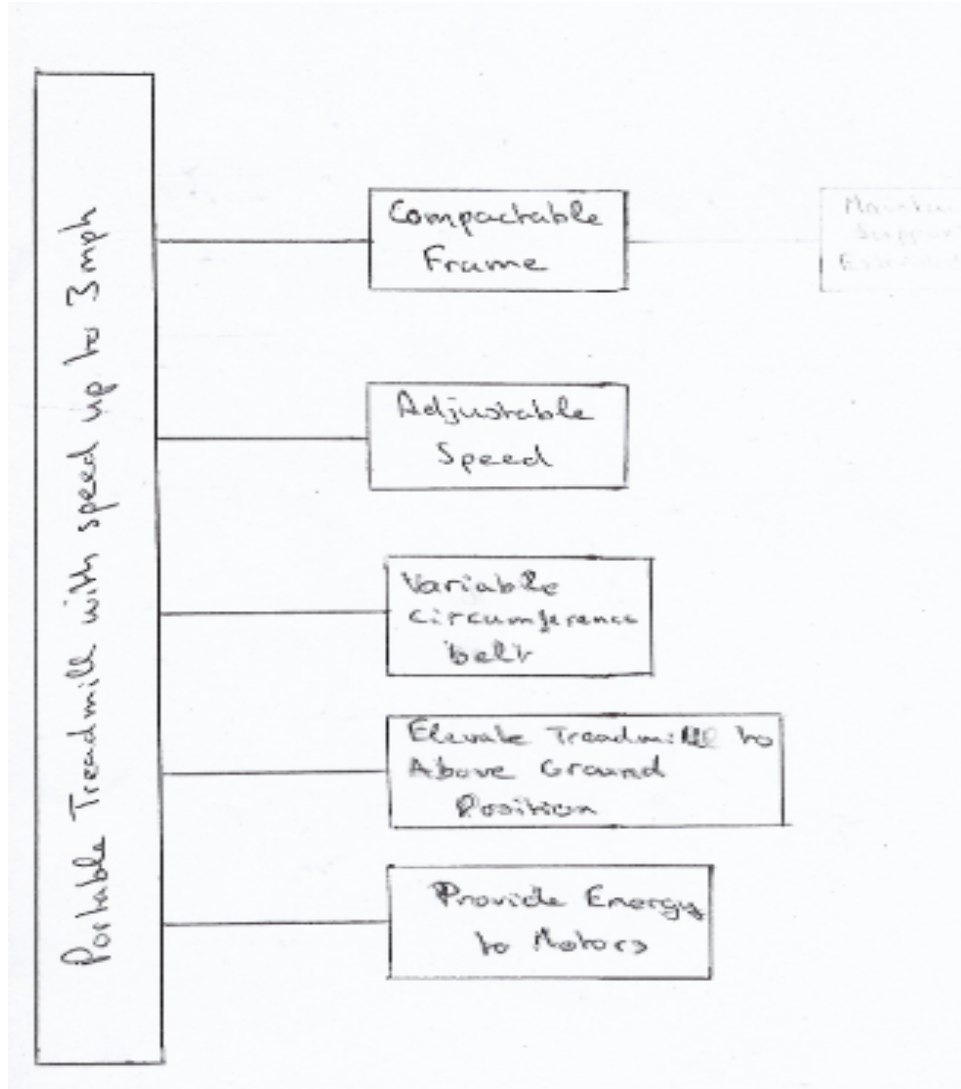 Portable Treadmill with speed up to 3mph
Compactable
Frame
Support
Adjustable
Speed
Variable
Circumference
belt
Elevate Treadmill to
Above Ground
Position
Provide Energy
to Motors